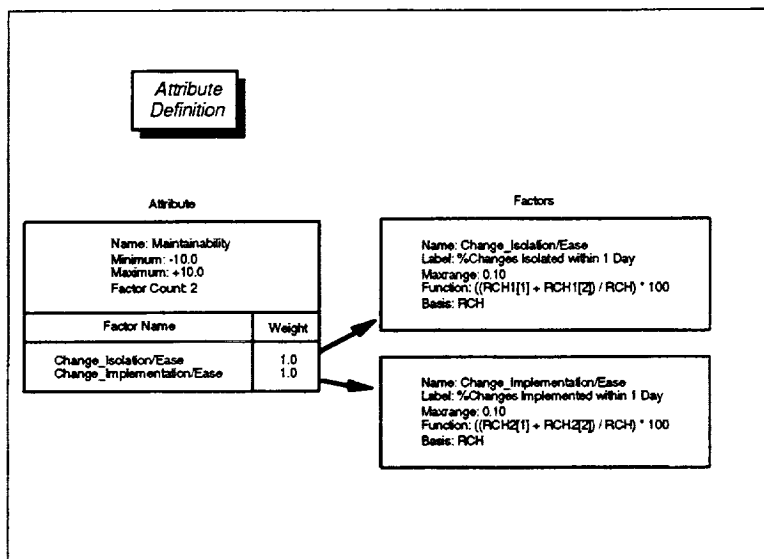 Attribute
Definition
Attribute
Name: Maintainability
Minimum: -10.0
Maximum: +10.0
Factor Count: 2
Factor Name Weight
Change_Isolation/Ease 1.0
Change_Implementation/Ease 1.0
Factors
Name: Change_Isolation/Ease
Label: %Changes Isolated within 1 Day
Maxrange: 0.10
Function: ((RCH1[1] + RCH1[2]) / RCH) * 100
Basis: RCH
Name: Change_Implementation/Ease
Label: %Changes Implemented within 1 Day
Maxrange: 0.10
Function: ((RCH2[1] + RCH2[2]) / RCH) * 100
Basis: RCH